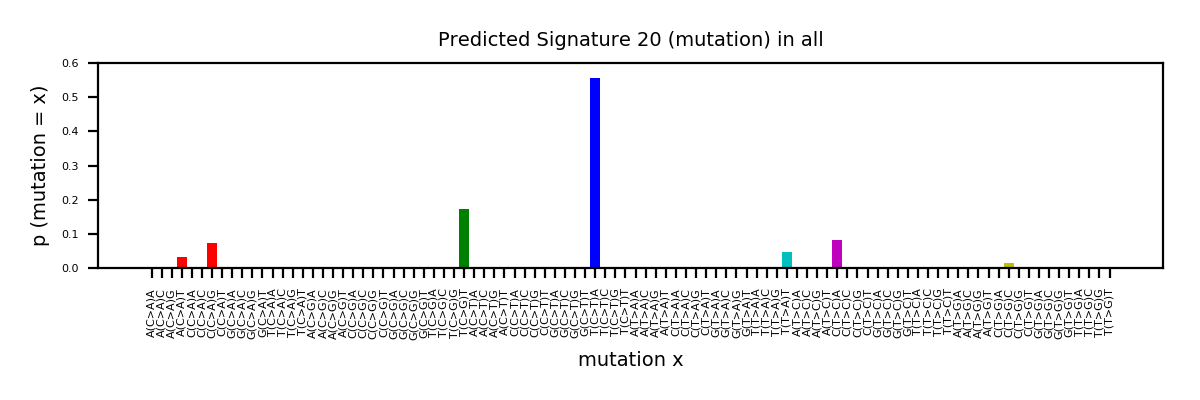 Predicted Signature 20 (mutation) in all
p (mutation = x)
0.6
0.5
0.4
0.3
0.2
0.1
0.0
A(C>A)A
A(C>A)C
A(C>A)G
A(C>A)T
C(C>A)A
C(C>A)C
C(C>A)G
C(C>A)T
G(C>A)A
G(C>A)C
G(C>A)G
G(C>A)T
T(C>A)A
T(C>A)C
T(C>A)G
T(C>A)T
A(C>G)A
A(C>G)C
A(C>G)G
A(C>G)T
C(C>G)A
C(C>G)C
C(C>G)G
C(C>G)T
G(C>G)A
G(C>G)C
G(C>G)G
G(C>G)T
T(C>G)A
T(C>G)C
T(C>G)G
T(C>G)T
A(C>T)A
A(C>T)C
A(C>T)G
A(C>T)T
C(C>T)A
C(C>T)C
C(C>T)G
C(C>T)T
G(C>T)A
G(C>T)C
G(C>T)G
G(C>T)T
T(C>T)A
T(C>T)C
T(C>T)G
T(C>T)T
A(T>A)A
A(T>A)C
A(T>A)G
A(T>A)T
C(T>A)A
C(T>A)C
C(T>A)G
C(T>A)T
G(T>A)A
G(T>A)C
G(T>A)G
G(T>A)T
T(T>A)A
T(T>A)C
T(T>A)G
T(T>A)T
A(T>C)A
A(T>C)C
A(T>C)G
A(T>C)T
C(T>C)A
C(T>C)C
C(T>C)G
C(T>C)T
G(T>C)A
G(T>C)C
G(T>C)G
G(T>C)T
T(T>C)A
T(T>C)C
T(T>C)G
T(T>C)T
A(T>G)A
A(T>G)C
A(T>G)G
A(T>G)T
C(T>G)A
C(T>G)C
C(T>G)G
C(T>G)T
G(T>G)A
G(T>G)C
G(T>G)G
G(T>G)T
T(T>G)A
T(T>G)C
T(T>G)G
T(T>G)T
mutation x